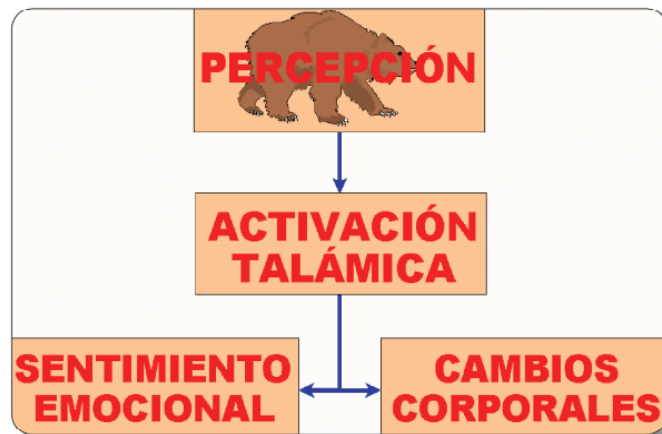 PERCEPCIÓN
ACTIVACIÓN
TALÁMICA
SENTIMIENTO
EMOCIONAL
CAMBIOS
CORPORALES